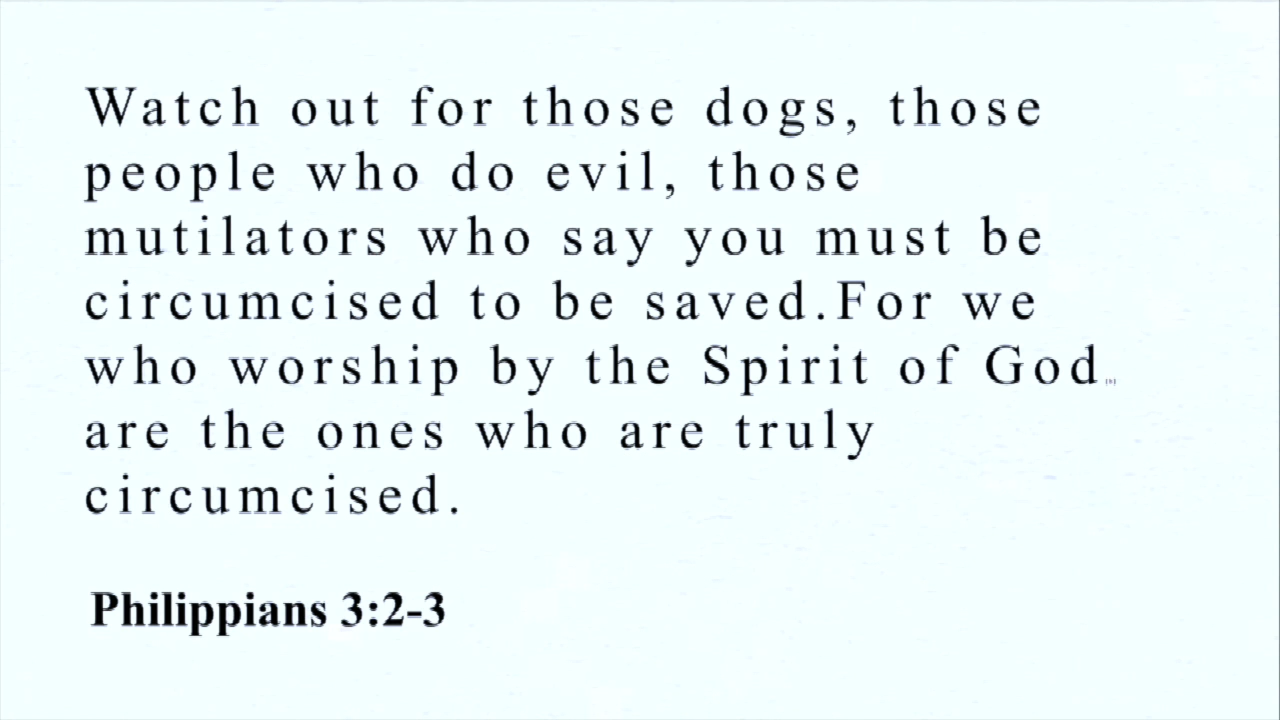 Watch out for those dogs, those
people who do evil, those
mutilators who say you must be
circumcised to be saved.For we
who worship by the Spirit of God
are the ones who are truly
circumcised.
Philippians 3:2-3